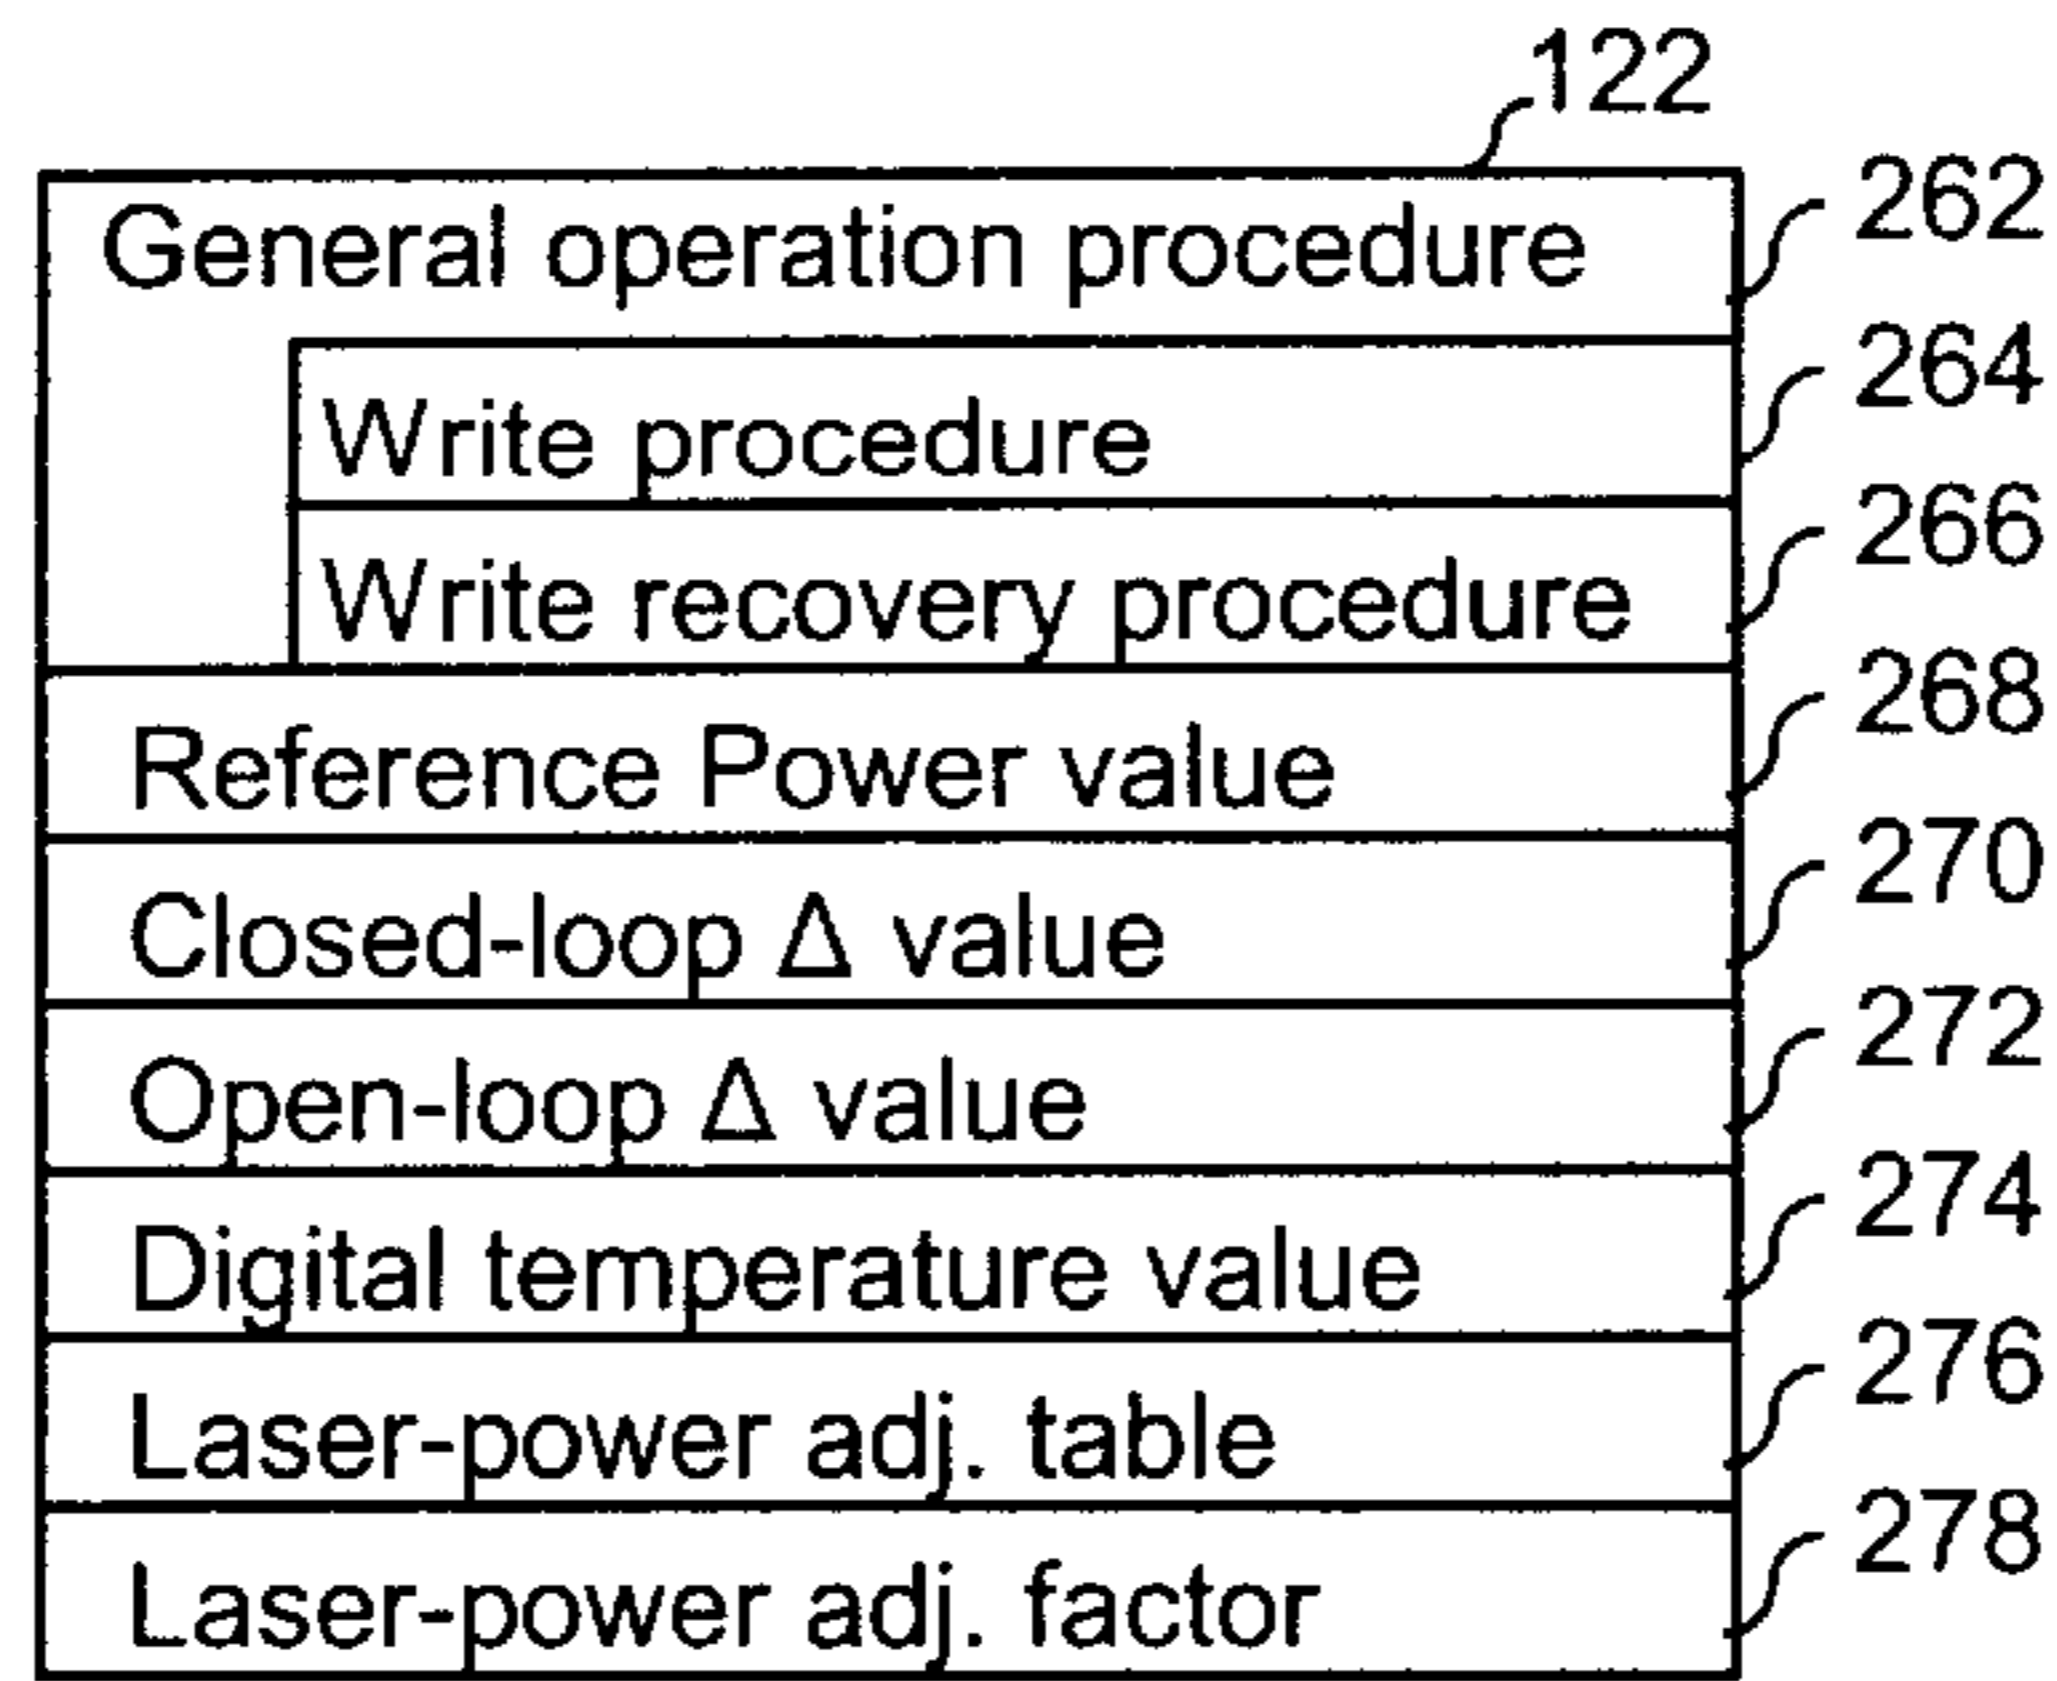 122
General operation procedure 262
Write procedure 264
Write recovery procedure 266
Reference Power value 268
Closed-loop Δ value 270
Open-loop Δ value 272
Digital temperature value 274
Laser-power adj. table 276
Laser-power adj. factor 278